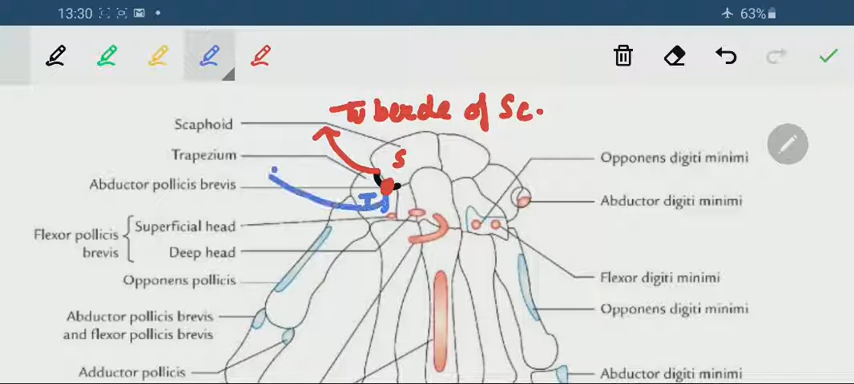 13:30
63%
Tuberde of Sc.
Scaphoid
Trapezium
S
Opponens digiti minimi
Abductor pollicis brevis
T
Abductor digiti minimi
Flexor pollicis brevis
Superficial head
Deep head
Flexor digiti minimi
Opponens pollicis
Opponens digiti minimi
Abductor pollicis brevis
and flexor pollicis brevis
Adductor pollicis
Abductor digiti minimi